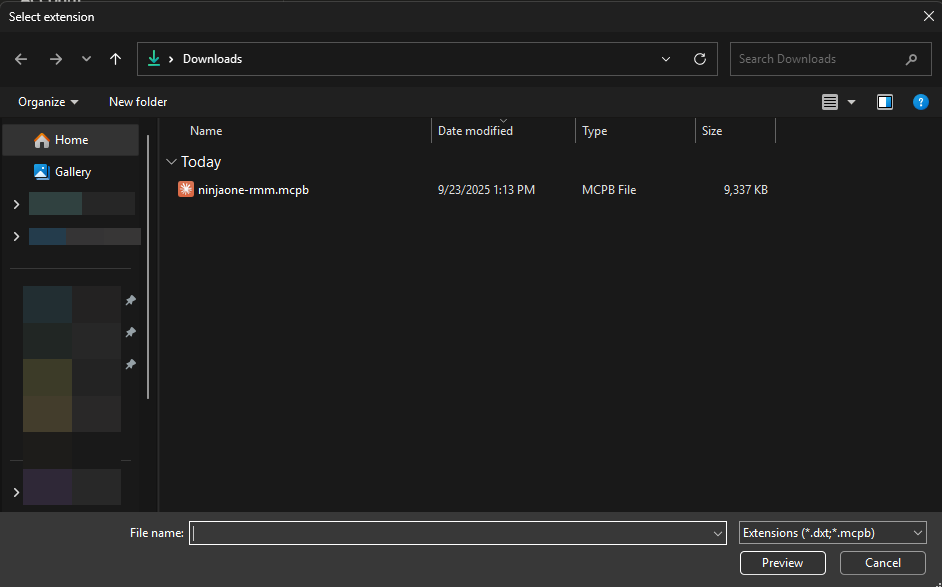 Select extension
Downloads
Search Downloads
Organize
New folder
?
Name
Date modified
Type
Size
Home
Gallery
Today
ninjaone-rmm.mcpb
9/23/2025 1:13 PM
MCPB File
9,337 KB
File name:
Extensions (*.dxt;*.mcpb)
Preview
Cancel